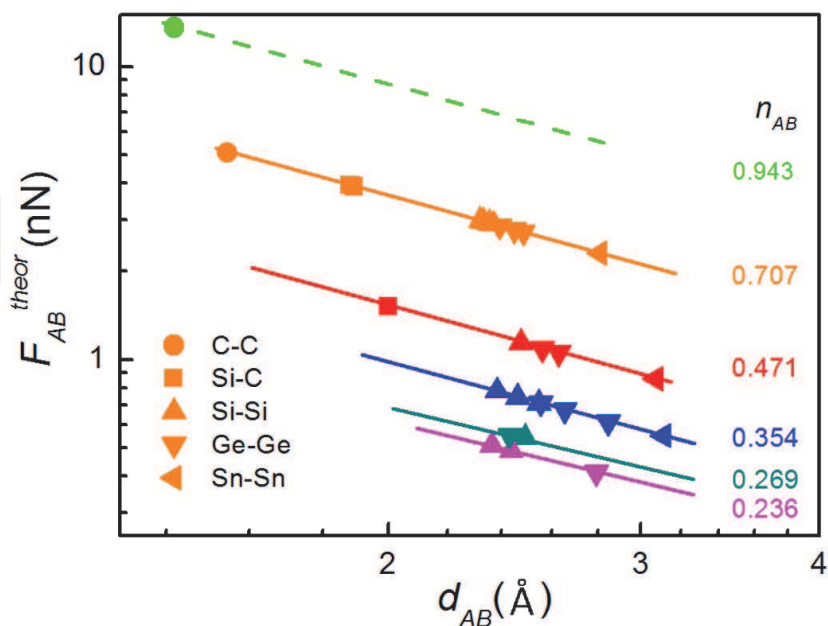 10
1
F_AB^theor (nN)
n_AB
0.943
0.707
0.471
0.354
0.269
0.236
C-C
Si-C
Si-Si
Ge-Ge
Sn-Sn
2
3
4
d_AB (Å)